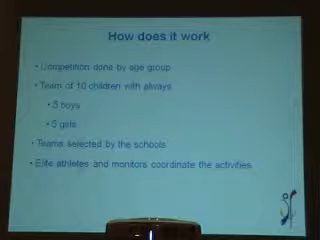 How does it work
• Competition done by age group
• Team of 10 children with always
• 5 boys
• 5 girls
• Teams selected by the schools
• Elite athletes and monitors coordinate the activities